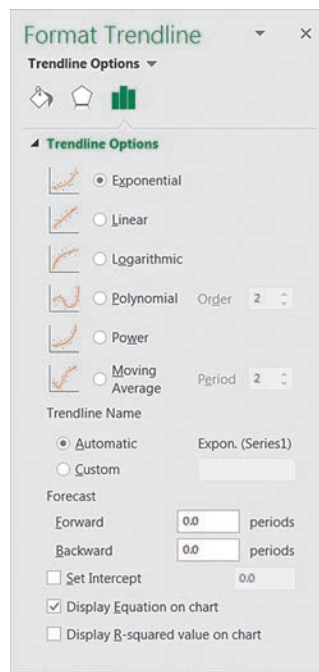 Format Trendline
Trendline Options
Trendline Options
Exponential
Linear
Logarithmic
Polynomial Order 2
Power
Moving
Average Period 2
Trendline Name
Automatic Expon. (Series1)
Custom
Forecast
Forward 0.0 periods
Backward 0.0 periods
Set Intercept 0.0
Display Equation on chart
Display R-squared value on chart